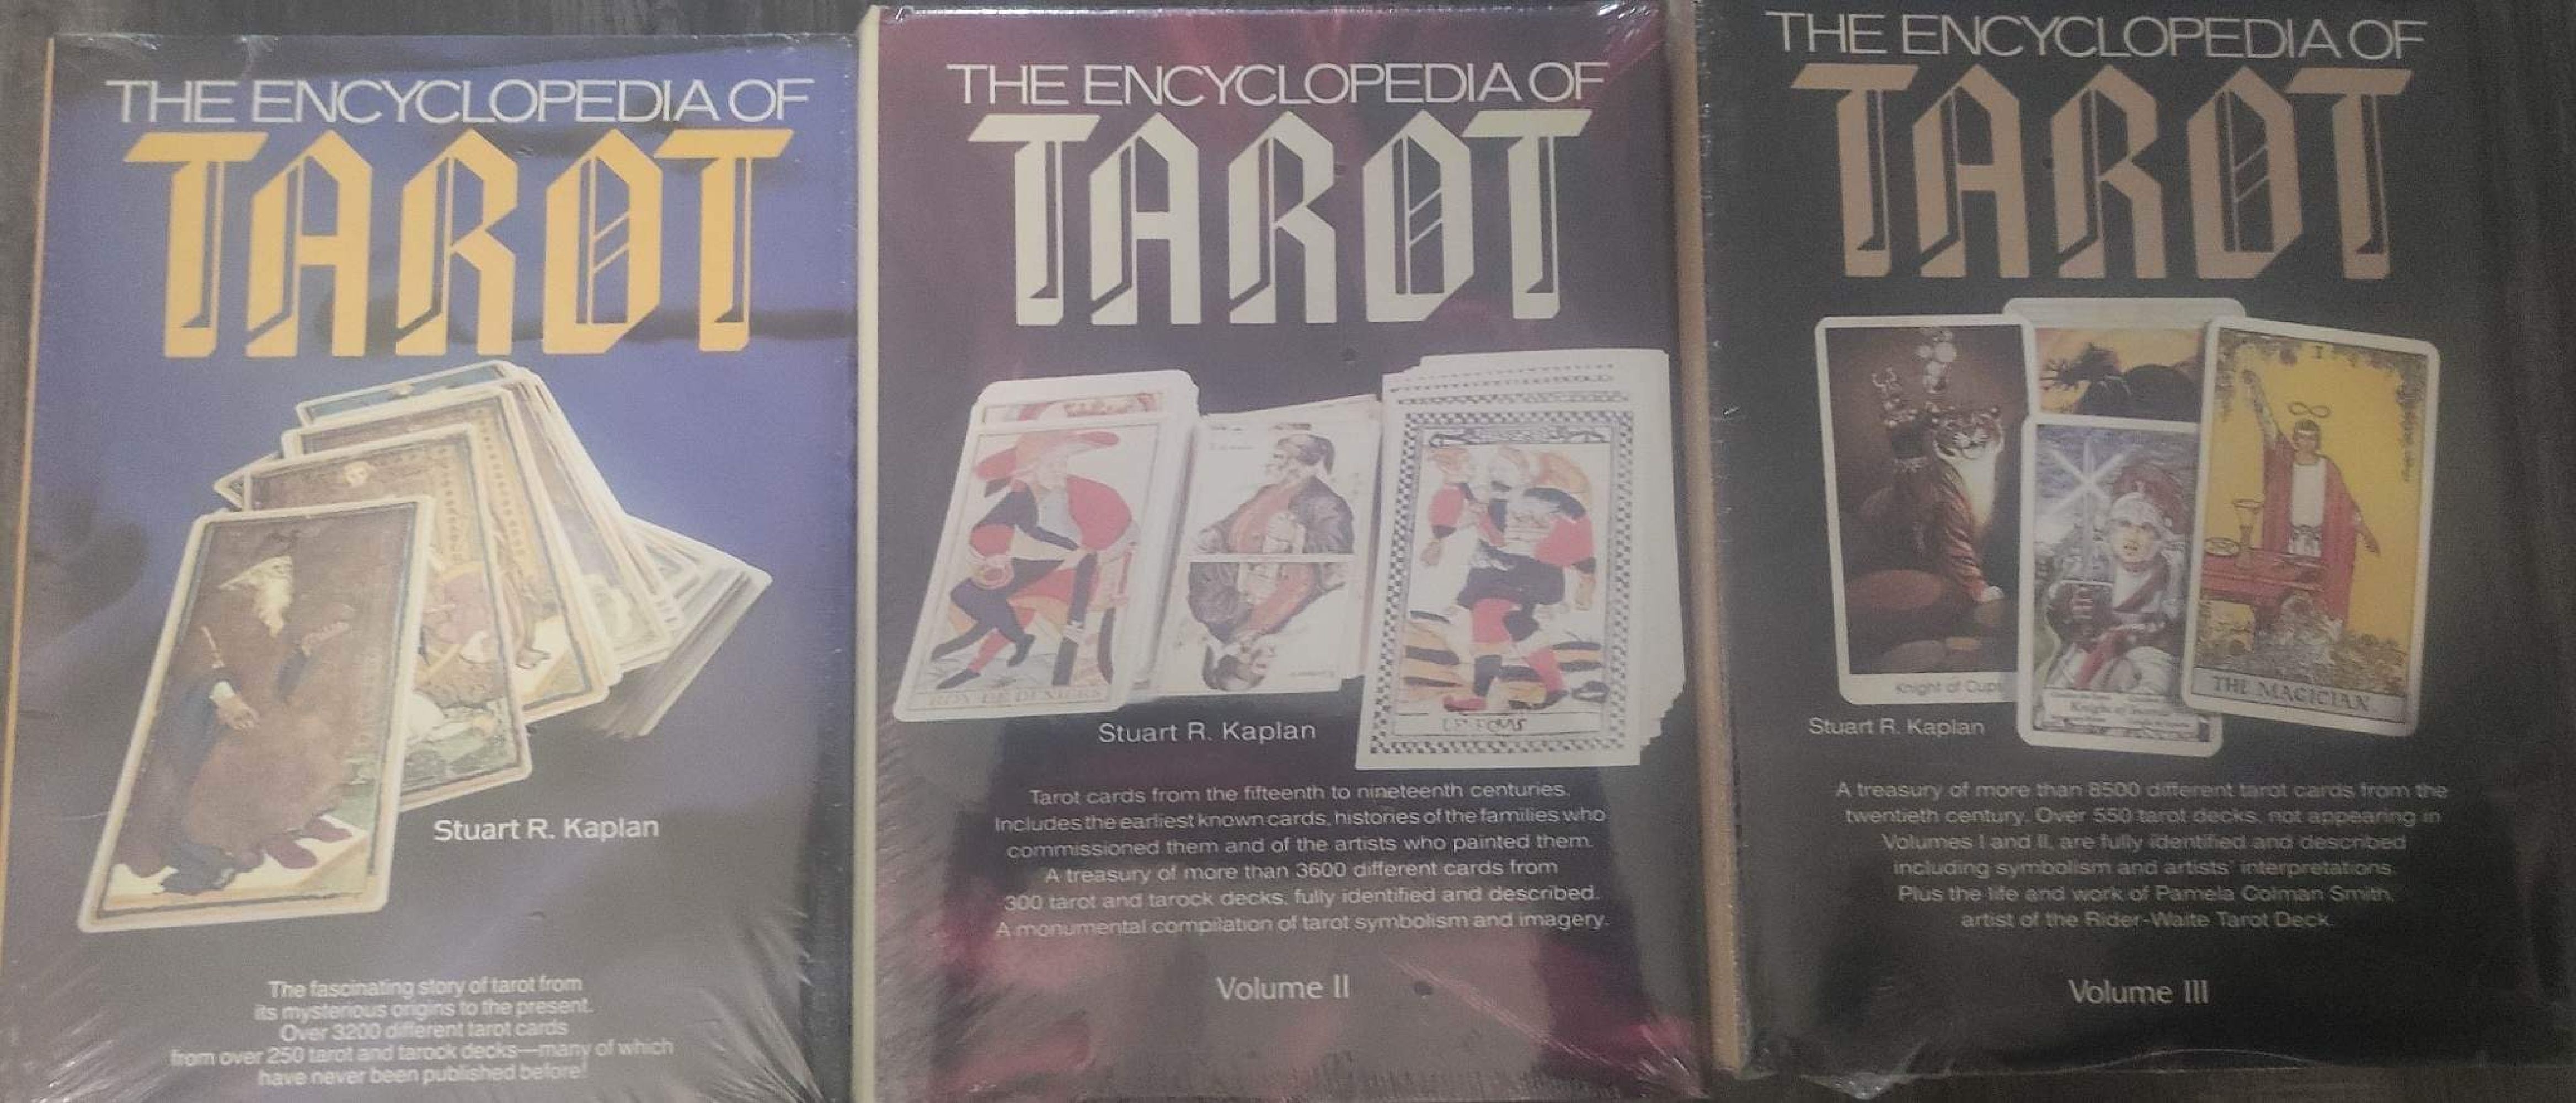 THE ENCYCLOPEDIA OF
TAROT
Stuart R. Kaplan
The fascinating story of tarot from
its mysterious origins to the present.
Over 3200 different tarot cards
from over 250 tarot and tarock decks—many of which
have never been published before!
THE ENCYCLOPEDIA OF
TAROT
ROY DE DENIERS
LE FOUS
Stuart R. Kaplan
Tarot cards from the fifteenth to nineteenth centuries.
Includes the earliest known cards, histories of the families who
commissioned them and of the artists who painted them.
A treasury of more than 3600 different cards from
300 tarot and tarock decks, fully identified and described.
A monumental compilation of tarot symbolism and imagery.
Volume II
THE ENCYCLOPEDIA OF
TAROT
I
Knight of Cups
Knight of
THE MAGICIAN.
Stuart R. Kaplan
A treasury of more than 8500 different tarot cards from the
twentieth century. Over 550 tarot decks, not appearing in
Volumes I and II, are fully identified and described
including symbolism and artists' interpretations.
Plus the life and work of Pamela Colman Smith,
artist of the Rider-Waite Tarot Deck.
Volume III